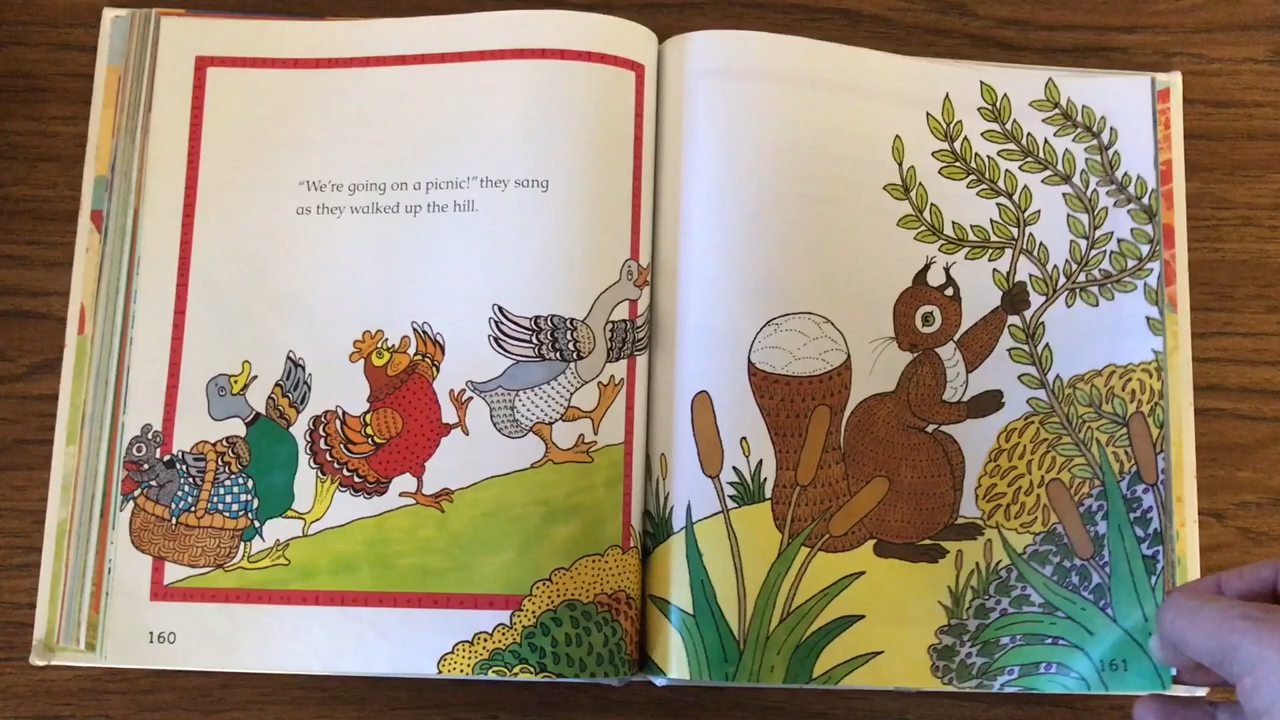 “We’re going on a picnic!” they sang
as they walked up the hill.
160
161